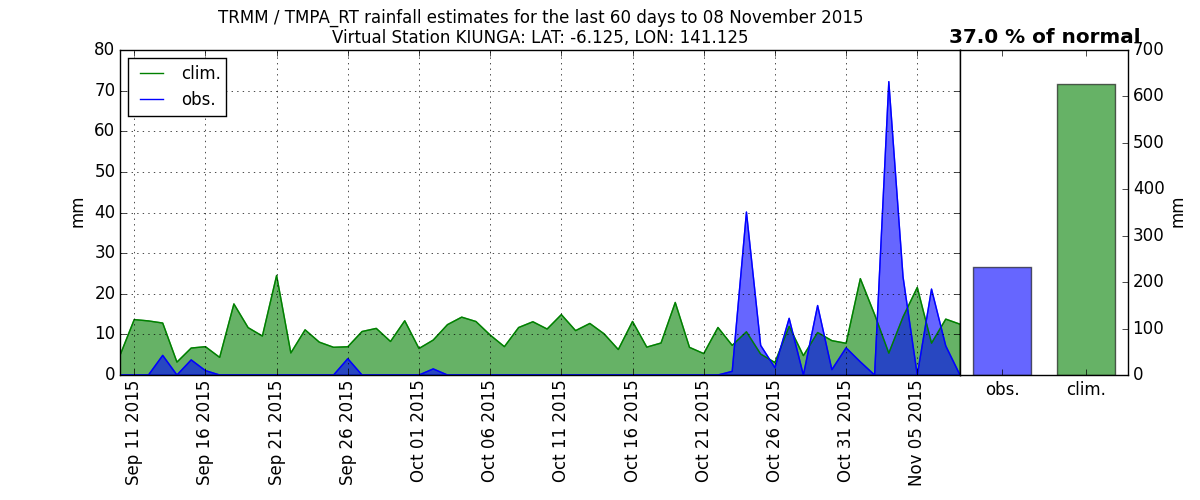 TRMM / TMPA_RT rainfall estimates for the last 60 days to 08 November 2015
Virtual Station KIUNGA: LAT: -6.125, LON: 141.125
37.0 % of normal
clim.
obs.
mm
80
70
60
50
40
30
20
10
0
Sep 11 2015
Sep 16 2015
Sep 21 2015
Sep 26 2015
Oct 01 2015
Oct 06 2015
Oct 11 2015
Oct 16 2015
Oct 21 2015
Oct 26 2015
Oct 31 2015
Nov 05 2015
obs.
clim.
700
600
500
400
300
200
100
0
mm